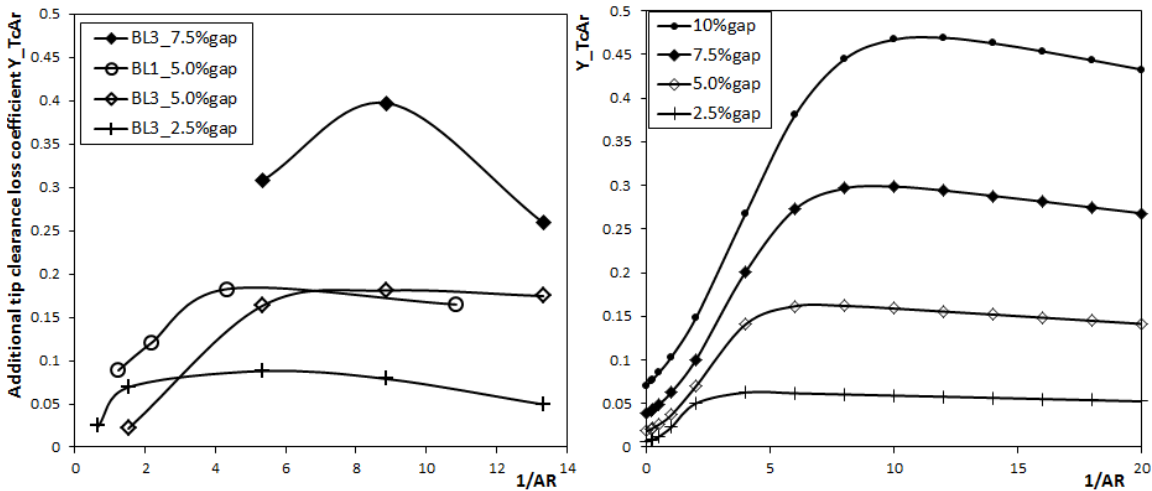 Additional tip clearance loss coefficient Y_TcAr
0.5
0.45
0.4
0.35
0.3
0.25
0.2
0.15
0.1
0.05
0
BL3_7.5%gap
BL1_5.0%gap
BL3_5.0%gap
BL3_2.5%gap
0
2
4
6
8
10
12
14
1/AR
Y_TcAr
0.5
0.45
0.4
0.35
0.3
0.25
0.2
0.15
0.1
0.05
0
10%gap
7.5%gap
5.0%gap
2.5%gap
0
5
10
15
20
1/AR